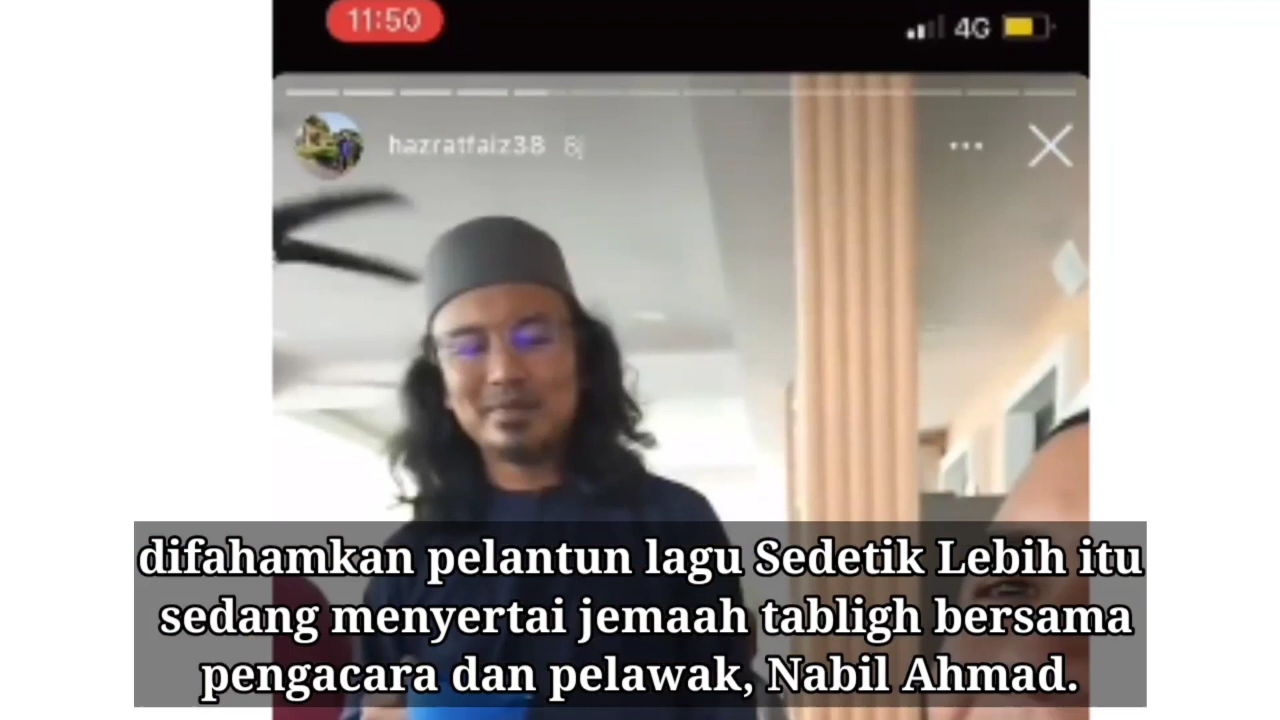 11:50 4G
hazratfaiz38 8j
difahamkan pelantun lagu Sedetik Lebih itu
sedang menyertai jemaah tabligh bersama
pengacara dan pelawak, Nabil Ahmad.